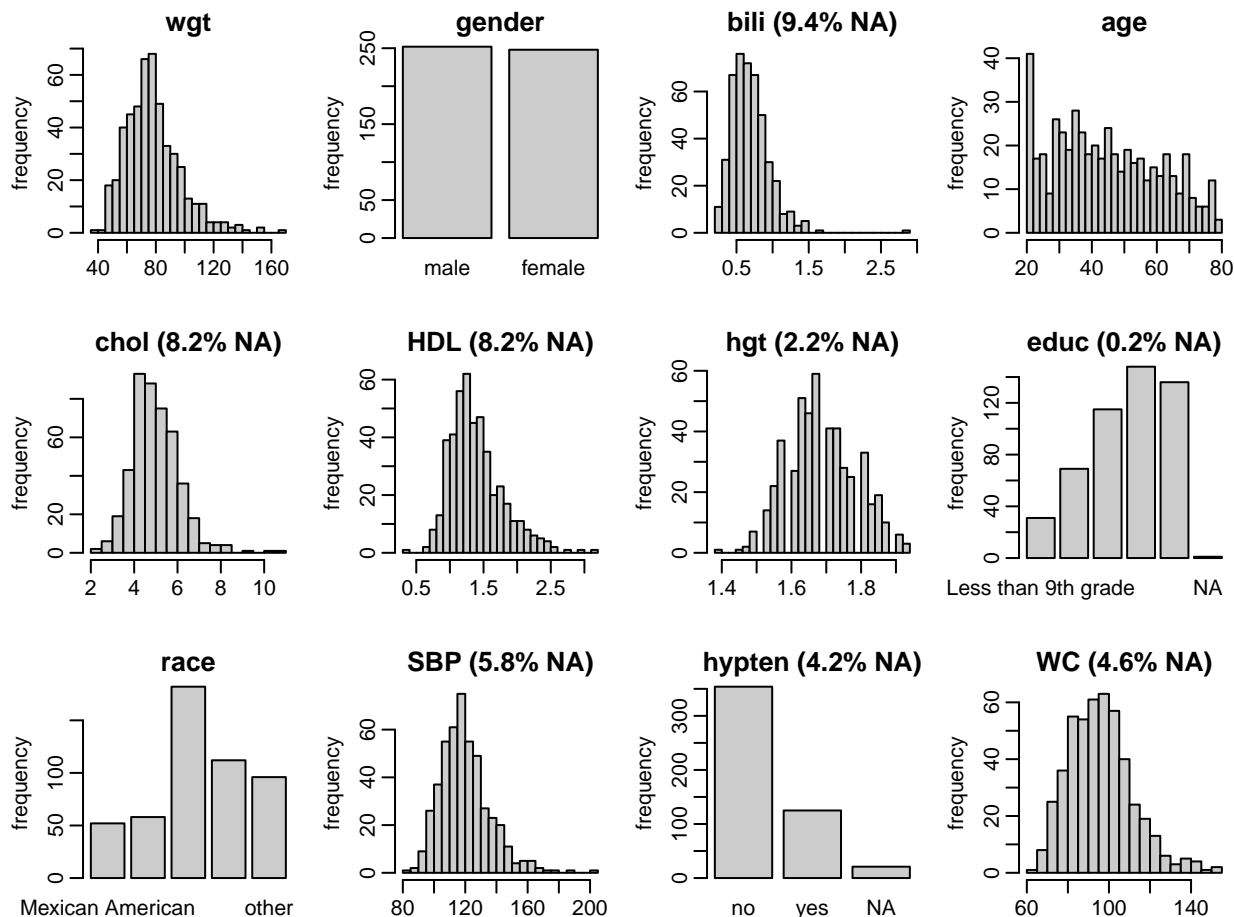 wgt
frequency
0 20 40 60
40 80 120 160
gender
frequency
0 50 150 250
male female
bili (9.4% NA)
frequency
0 20 40 60
0.5 1.5 2.5
age
frequency
0 10 20 30 40
20 40 60 80
chol (8.2% NA)
frequency
0 20 60
2 4 6 8 10
HDL (8.2% NA)
frequency
0 20 40 60
0.5 1.5 2.5
hgt (2.2% NA)
frequency
0 20 40 60
1.4 1.6 1.8
educ (0.2% NA)
frequency
0 40 80 120
Less than 9th grade NA
race
frequency
0 50 100
Mexican American other
SBP (5.8% NA)
frequency
0 20 40 60
80 120 160 200
hypten (4.2% NA)
frequency
0 100 200 300
no yes NA
WC (4.6% NA)
frequency
0 20 40 60
60 100 140